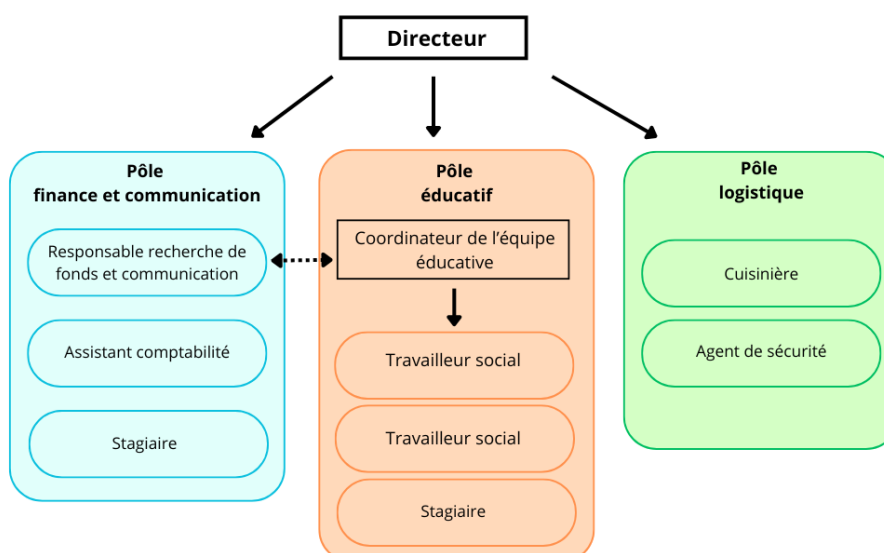 Directeur
Pôle
finance et communication
Responsable recherche de
fonds et communication
Assistant comptabilité
Stagiaire
Pôle
éducatif
Coordinateur de l’équipe
éducative
Travailleur social
Travailleur social
Stagiaire
Pôle
logistique
Cuisinière
Agent de sécurité